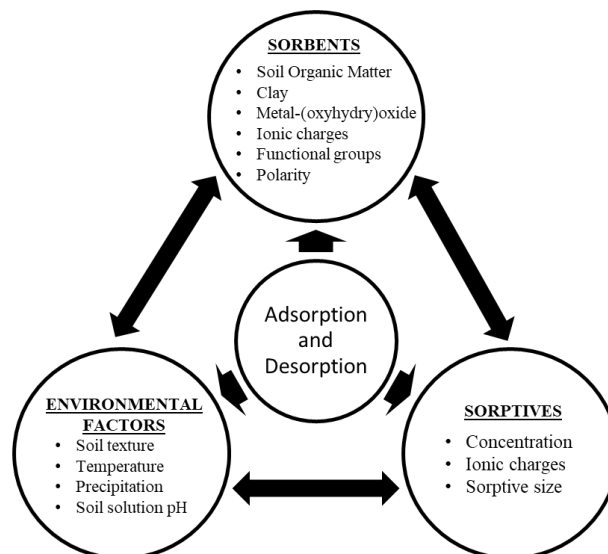 SORBENTS
• Soil Organic Matter
• Clay
• Metal-(oxyhydry)oxide
• Ionic charges
• Functional groups
• Polarity
Adsorption
and
Desorption
ENVIRONMENTAL
FACTORS
• Soil texture
• Temperature
• Precipitation
• Soil solution pH
SORPTIVES
• Concentration
• Ionic charges
• Sorptive size